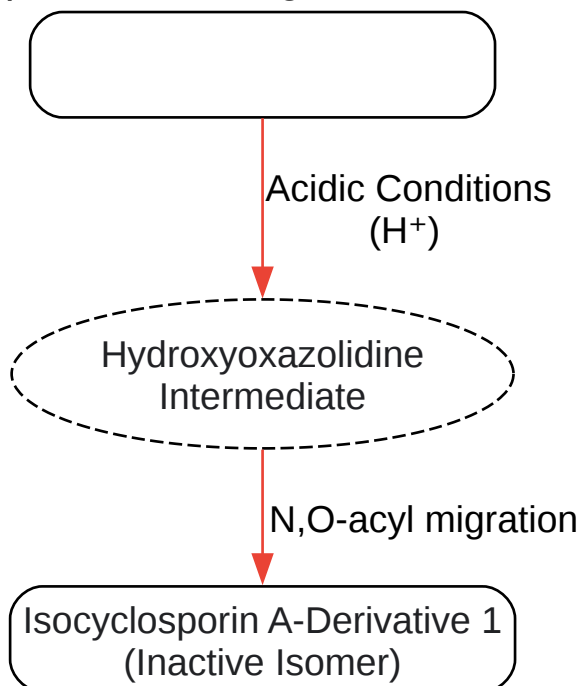 Acidic Conditions
(H⁺)
Hydroxyoxazolidine
Intermediate
N,O-acyl migration
Isocyclosporin A-Derivative 1
(Inactive Isomer)